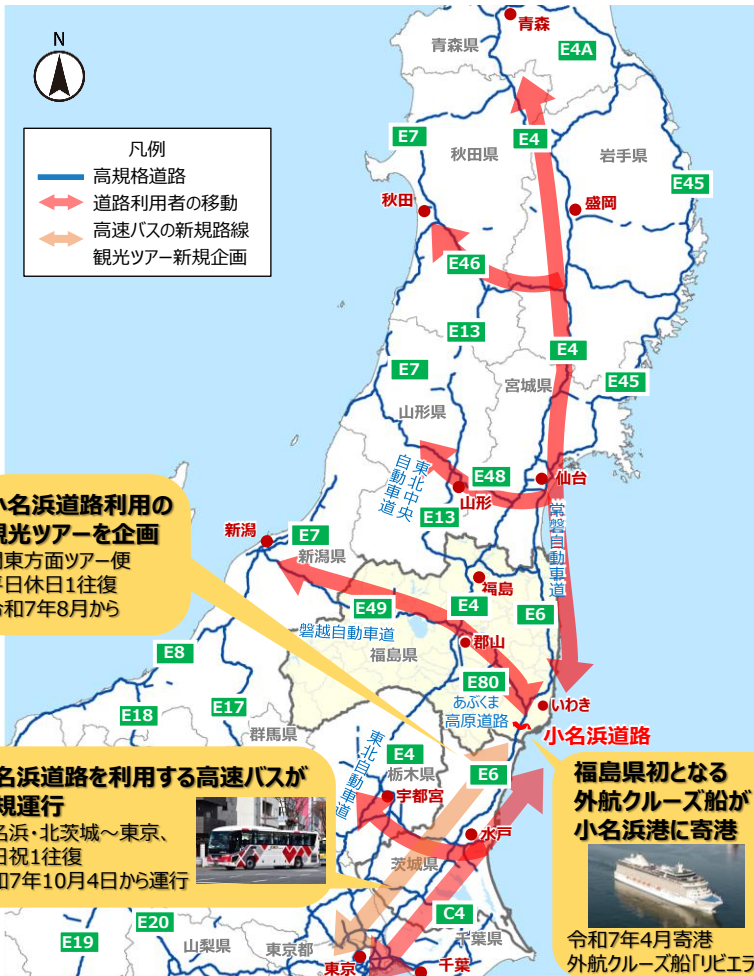 N
凡例
高規格道路
道路利用者の移動
高速バスの新規路線
観光ツアー新規企画
青森
青森県
E4A
E7
E4
秋田県
岩手県
E45
秋田
盛岡
E46
E13
E4
E7
宮城県
E45
山形県
東北中央
自動車道
E48
仙台
山形
E13
常磐自動車道
小名浜道路利用の
観光ツアーを企画
関東方面ツアー便
平日休日1往復
令和7年8月から
新潟
E7
新潟県
福島
E49
E4
E6
磐越自動車道
郡山
福島県
E8
E80
あぶくま
高原道路
いわき
E17
E18
群馬県
小名浜道路
東北自動車道
E4
栃木県
E6
宇都宮
水戸
茨城県
名浜道路を利用する高速バスが
規運行
名浜・北茨城～東京、
日祝1往復
和7年10月4日から運行
福島県初となる
外航クルーズ船が
小名浜港に寄港
令和7年4月寄港
外航クルーズ船「リビエラ
C4
E20
千葉県
E19
山梨県
東京都
東京
千葉